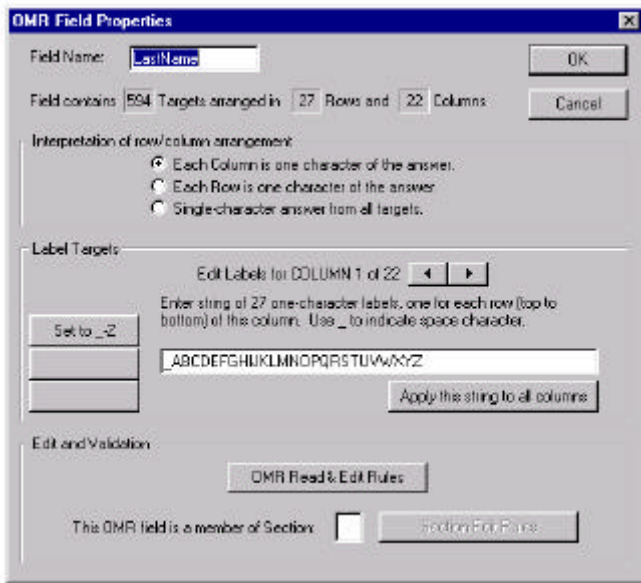 OMR Field Properties
Field Name: LastName
OK
Field contains 594 Targets arranged in 27 Rows and 22 Columns
Cancel
Interpretation of row/column arrangement
Each Column is one character of the answer.
Each Row is one character of the answer
Single-character answer from all targets.
Label Targets
Edit Labels for COLUMN 1 of 22
Enter string of 27 one-character labels, one for each row (top to
bottom) of this column. Use _ to indicate space character.
Set to _-Z
_ABCDEFGHIJKLMNOPQRSTUVWXYZ
Apply this string to all columns
Edit and Validation
OMR Read & Edit Rules
This OMR field is a member of Section:
Section Edit Rules